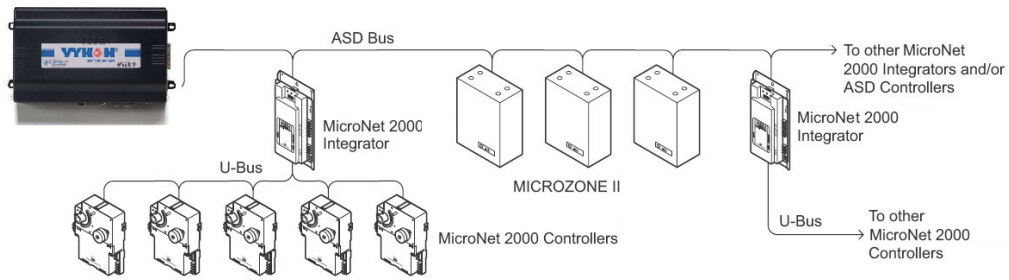 VYKON
ASD Bus
To other MicroNet
2000 Integrators and/or
ASD Controllers
MicroNet 2000
Integrator
MicroNet 2000
Integrator
U-Bus
MICROZONE II
MicroNet 2000 Controllers
U-Bus
To other
MicroNet 2000
Controllers